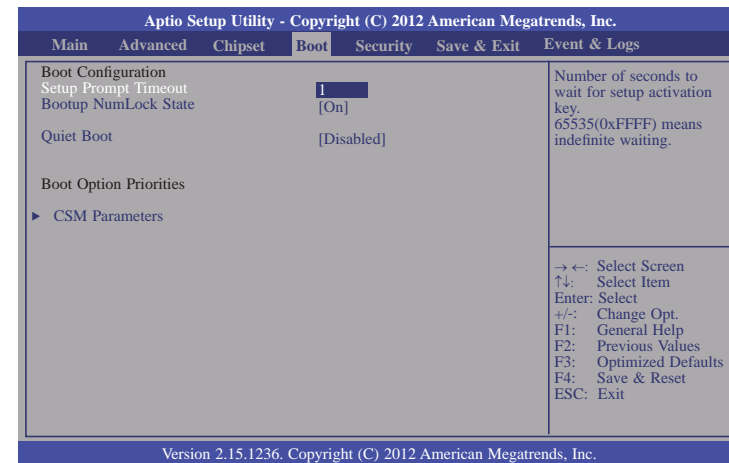 Aptio Setup Utility - Copyright (C) 2012 American Megatrends, Inc.
Main Advanced Chipset Boot Security Save & Exit Event & Logs
Boot Configuration
Setup Prompt Timeout 1
Bootup NumLock State [On]
Quiet Boot [Disabled]
Boot Option Priorities
► CSM Parameters
Number of seconds to
wait for setup activation
key.
65535(0xFFFF) means
indefinite waiting.
→ ←: Select Screen
↑↓: Select Item
Enter: Select
+/-: Change Opt.
F1: General Help
F2: Previous Values
F3: Optimized Defaults
F4: Save & Reset
ESC: Exit
Version 2.15.1236. Copyright (C) 2012 American Megatrends, Inc.